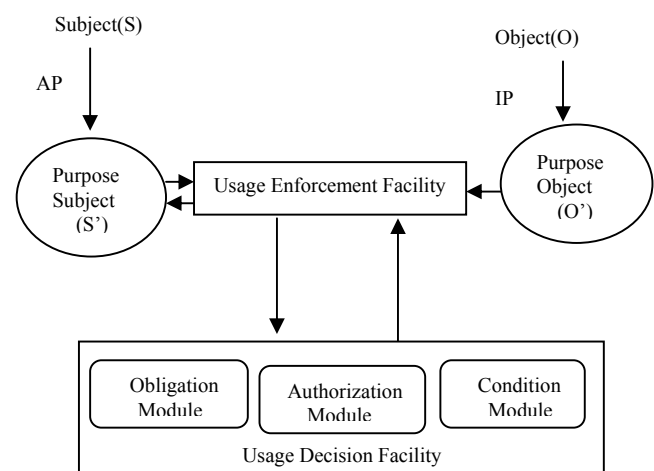 Subject(S)
Object(O)
AP
IP
Purpose
Subject
(S’)
Usage Enforcement Facility
Purpose
Object
(O’)
Obligation
Module
Authorization
Module
Condition
Module
Usage Decision Facility